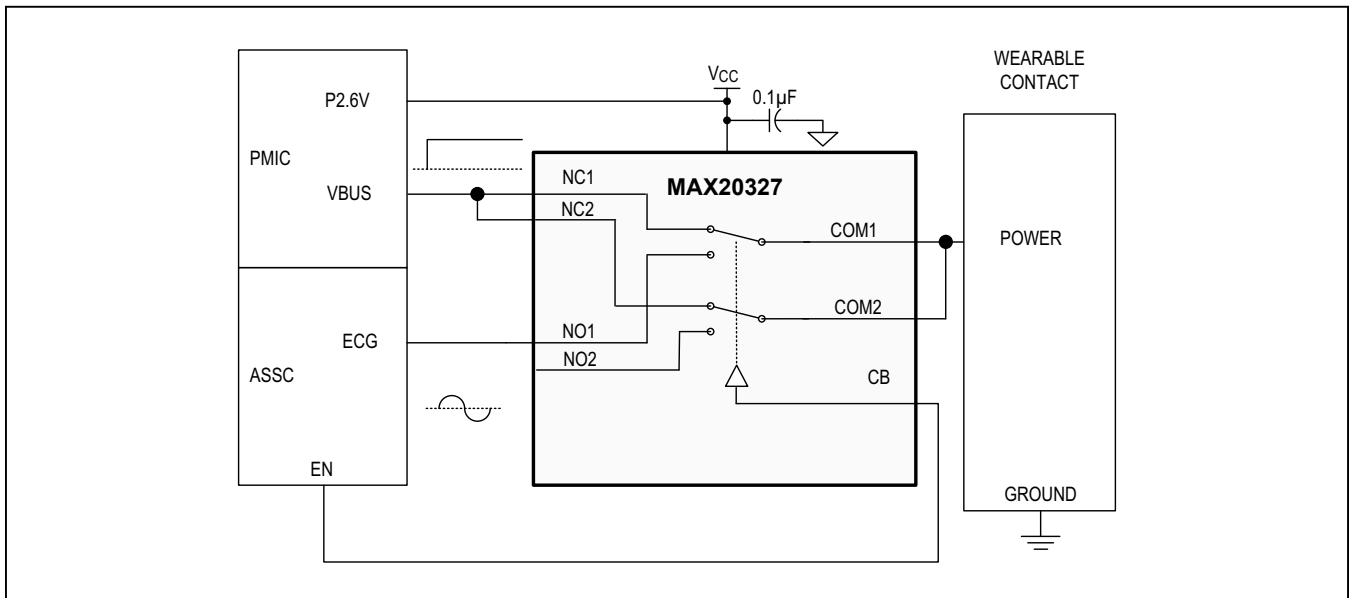 WEARABLE
CONTACT
VCC
0.1µF
P2.6V
PMIC
VBUS
NC1
NC2
MAX20327
COM1
POWER
COM2
ECG
NO1
NO2
ASSC
CB
EN
GROUND